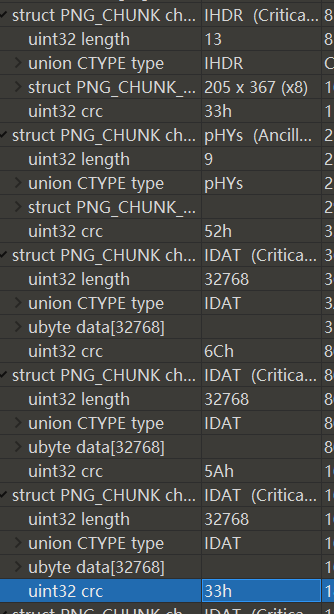 struct PNG_CHUNK ch... IHDR (Critica... 8
uint32 length 13 8
union CTYPE type IHDR
struct PNG_CHUNK_... 205 x 367 (x8) 1
uint32 crc 33h 1
struct PNG_CHUNK ch... pHYs (Ancill... 2
uint32 length 9 2
union CTYPE type pHYs 2
struct PNG_CHUNK_... 2
uint32 crc 52h 3
struct PNG_CHUNK ch... IDAT (Critica... 3
uint32 length 32768 3
union CTYPE type IDAT 3
ubyte data[32768] 3
uint32 crc 6Ch 8
struct PNG_CHUNK ch... IDAT (Critica... 8
uint32 length 32768 8
union CTYPE type IDAT 8
ubyte data[32768] 8
uint32 crc 5Ah 1
struct PNG_CHUNK ch... IDAT (Critica... 1
uint32 length 32768 1
union CTYPE type IDAT 1
ubyte data[32768] 1
uint32 crc 33h 1